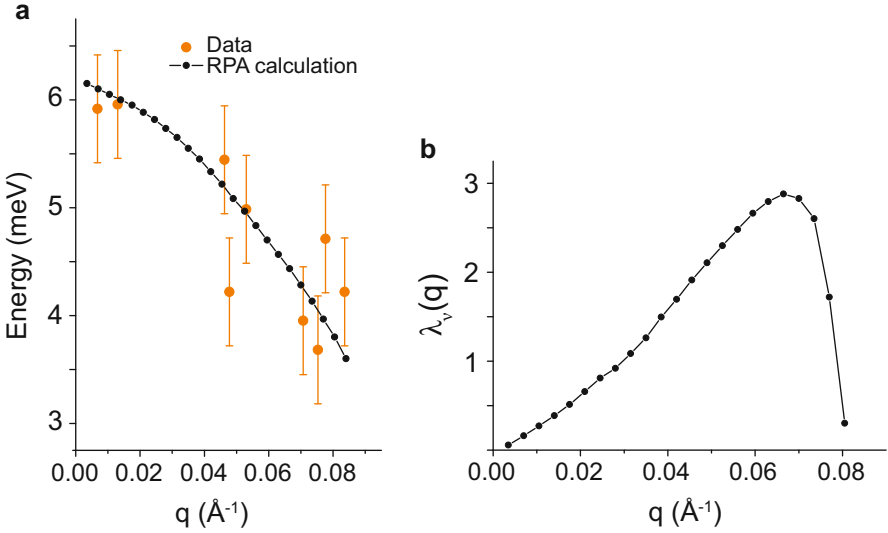 a
Data
RPA calculation
6
5
4
3
Energy (meV)
0.00 0.02 0.04 0.06 0.08
q (Å⁻¹)
b
3
2
1
λᵥ(q)
0.00 0.02 0.04 0.06 0.08
q (Å⁻¹)